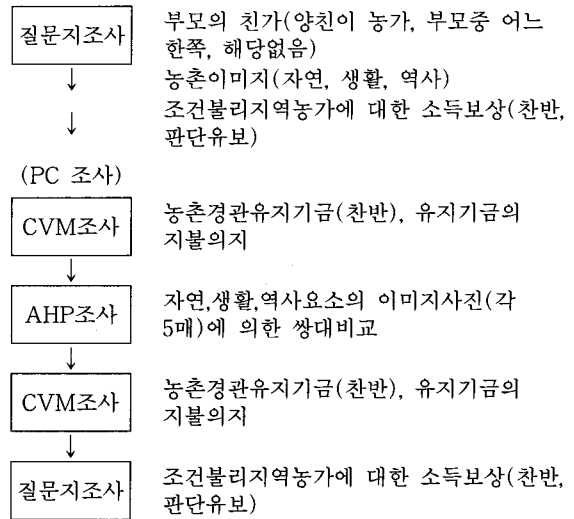 질문지조사
부모의 친가(양친이 농가, 부모중 어느
한쪽, 해당없음)
농촌이미지(자연, 생활, 역사)
조건불리지역농가에 대한 소득보상(찬반,
판단유보)
(PC 조사)
CVM조사
농촌경관유지기금(찬반), 유지기금의
지불의지
AHP조사
자연,생활,역사요소의 이미지사진(각
5매)에 의한 쌍대비교
CVM조사
농촌경관유지기금(찬반), 유지기금의
지불의지
질문지조사
조건불리지역농가에 대한 소득보상(찬반,
판단유보)